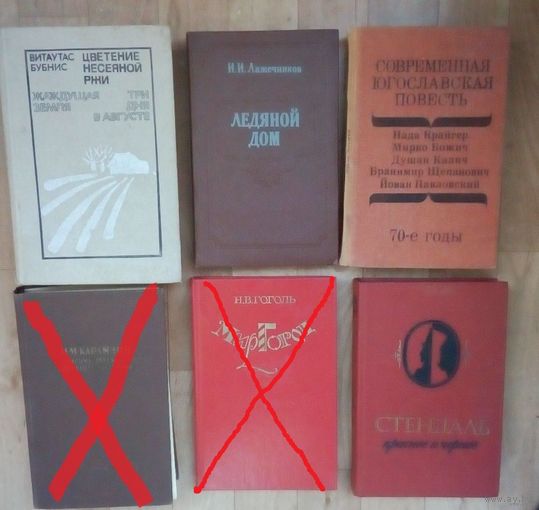 ВИТАУТАС
БУБНИС
ЦВЕТЕНИЕ
НЕСЕЯНОЙ
РЖИ
ЖАЖДУЩАЯ
ЗЕМЛЯ
ТРИ
ДНЯ
В АВГУСТЕ
И.И. Лажечников
ЛЕДЯНОЙ
ДОМ
СОВРЕМЕННАЯ
ЮГОСЛАВСКАЯ
ПОВЕСТЬ
Нада Крайгер
Мирко Божич
Душан Калич
Бранимир Щепанович
Йован Павловский
70-е годы
Н.В.ГОГОЛЬ
МИРГОРОД
СТЕНДАЛЬ
красное и черное